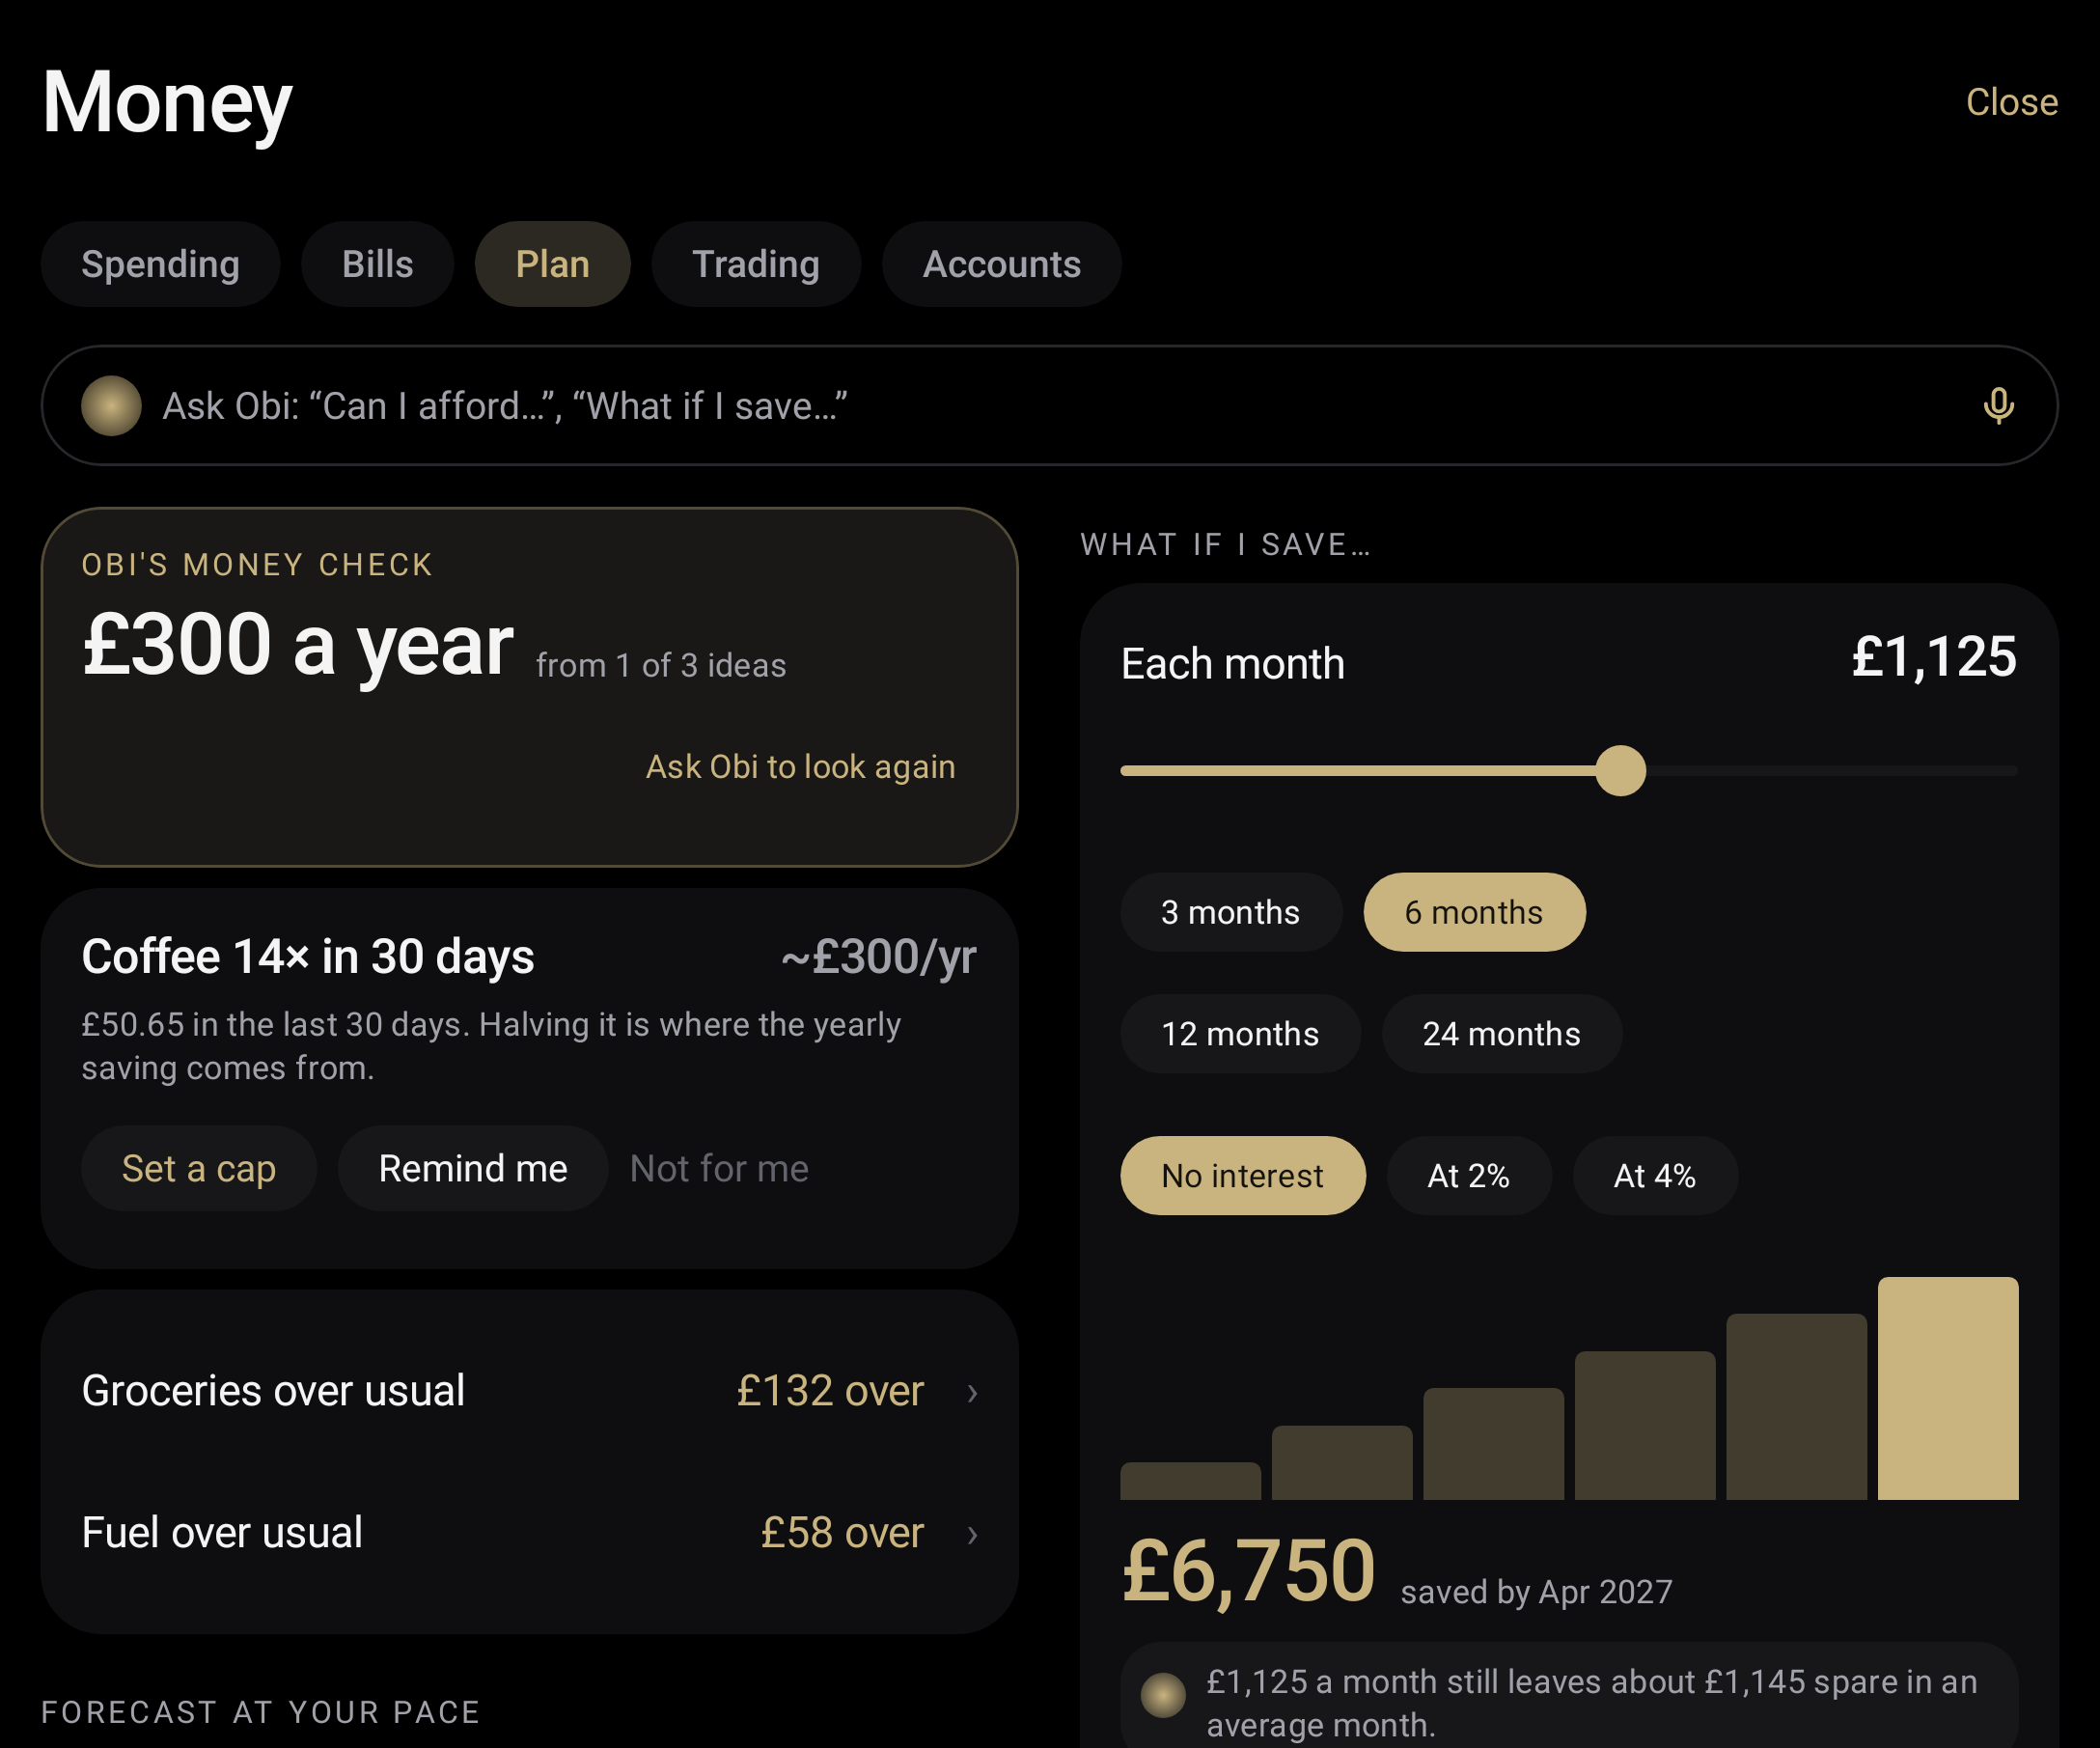 Money
Close
Spending
Bills
Plan
Trading
Accounts
Ask Obi: “Can I afford…”, “What if I save…”
OBI'S MONEY CHECK
£300 a year from 1 of 3 ideas
Ask Obi to look again
Coffee 14× in 30 days
~£300/yr
£50.65 in the last 30 days. Halving it is where the yearly
saving comes from.
Set a cap
Remind me
Not for me
Groceries over usual
£132 over ›
Fuel over usual
£58 over ›
FORECAST AT YOUR PACE
WHAT IF I SAVE…
Each month
£1,125
3 months
6 months
12 months
24 months
No interest
At 2%
At 4%
£6,750 saved by Apr 2027
£1,125 a month still leaves about £1,145 spare in an
average month.